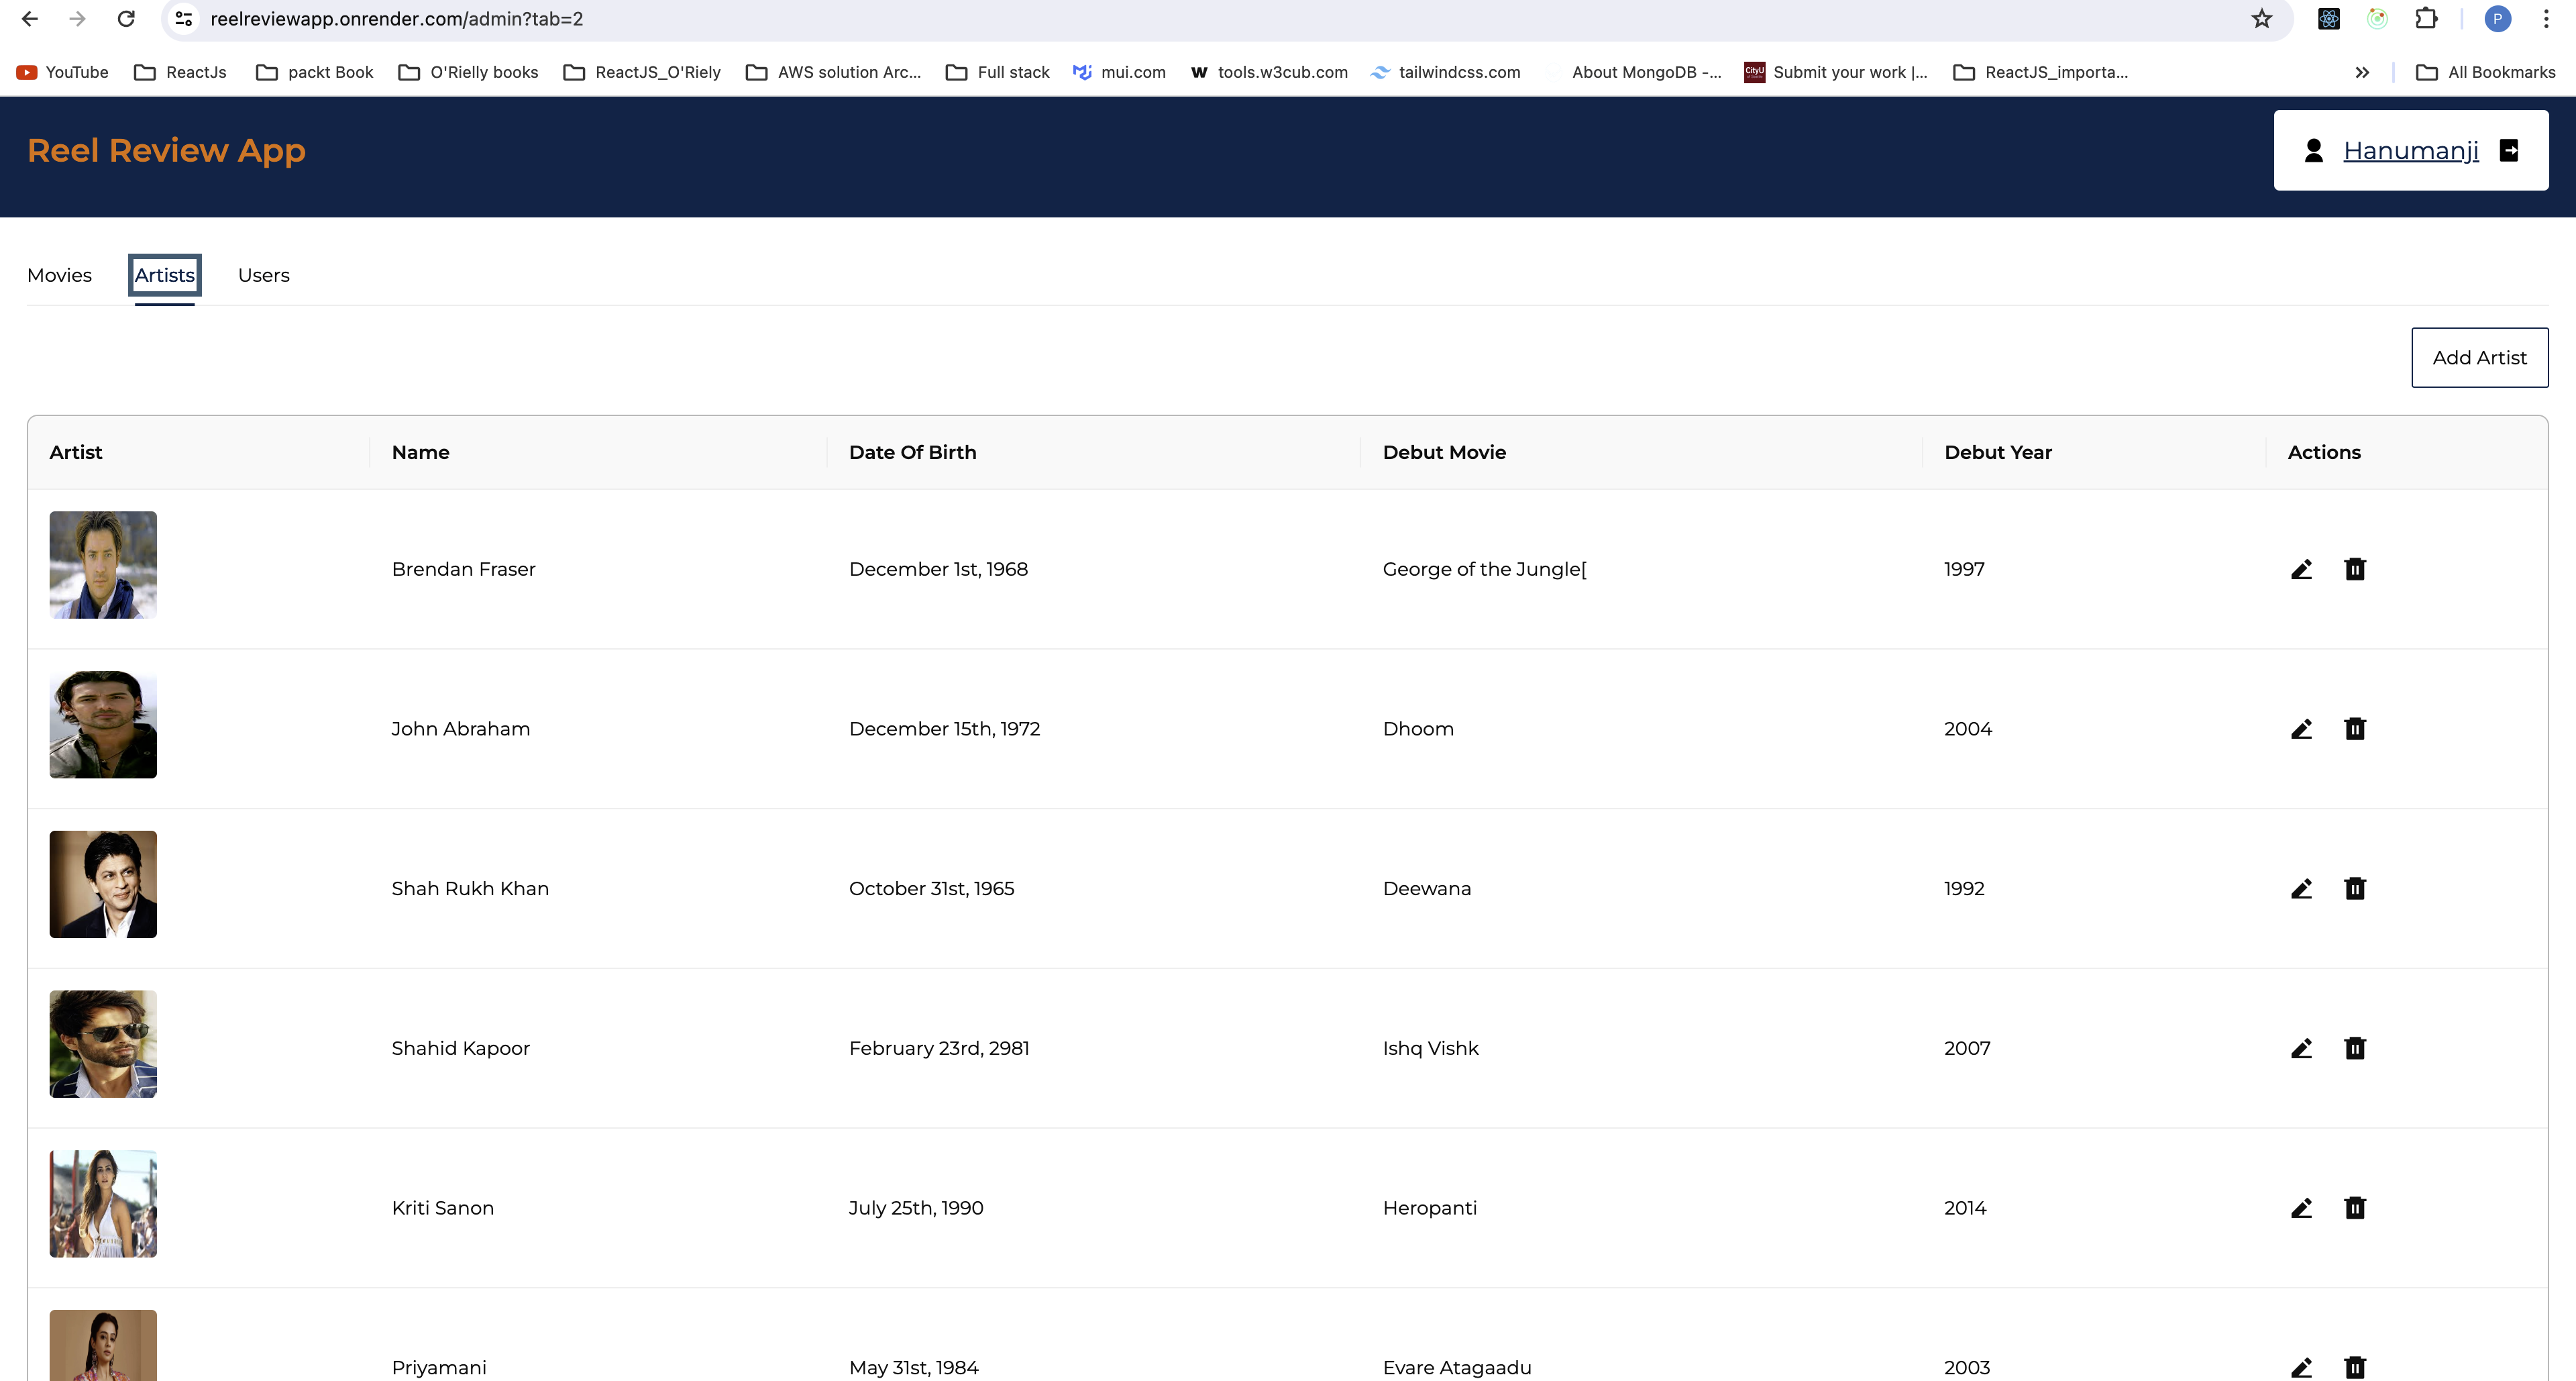 reelreviewapp.onrender.com/admin?tab=2
P
YouTube ReactJs packt Book O'Rielly books ReactJS_O'Riely AWS solution Arc... Full stack mui.com tools.w3cub.com tailwindcss.com About MongoDB -... CityU Submit your work |... ReactJS_importa... All Bookmarks
Reel Review App
Hanumanji
Movies Artists Users
Add Artist
Artist Name Date Of Birth Debut Movie Debut Year Actions
Brendan Fraser December 1st, 1968 George of the Jungle[ 1997
John Abraham December 15th, 1972 Dhoom 2004
Shah Rukh Khan October 31st, 1965 Deewana 1992
Shahid Kapoor February 23rd, 2981 Ishq Vishk 2007
Kriti Sanon July 25th, 1990 Heropanti 2014
Priyamani May 31st, 1984 Evare Atagaadu 2003